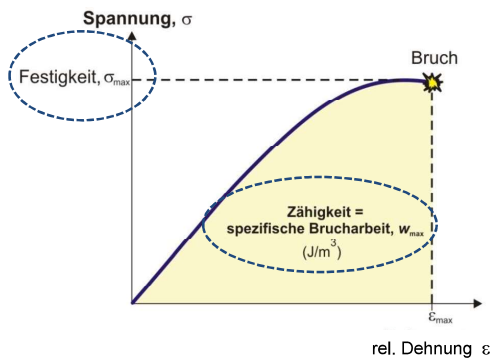 Spannung, σ
Bruch
Festigkeit, σmax
Zähigkeit =
spezifische Brucharbeit, wmax
(J/m³)
εmax
rel. Dehnung ε